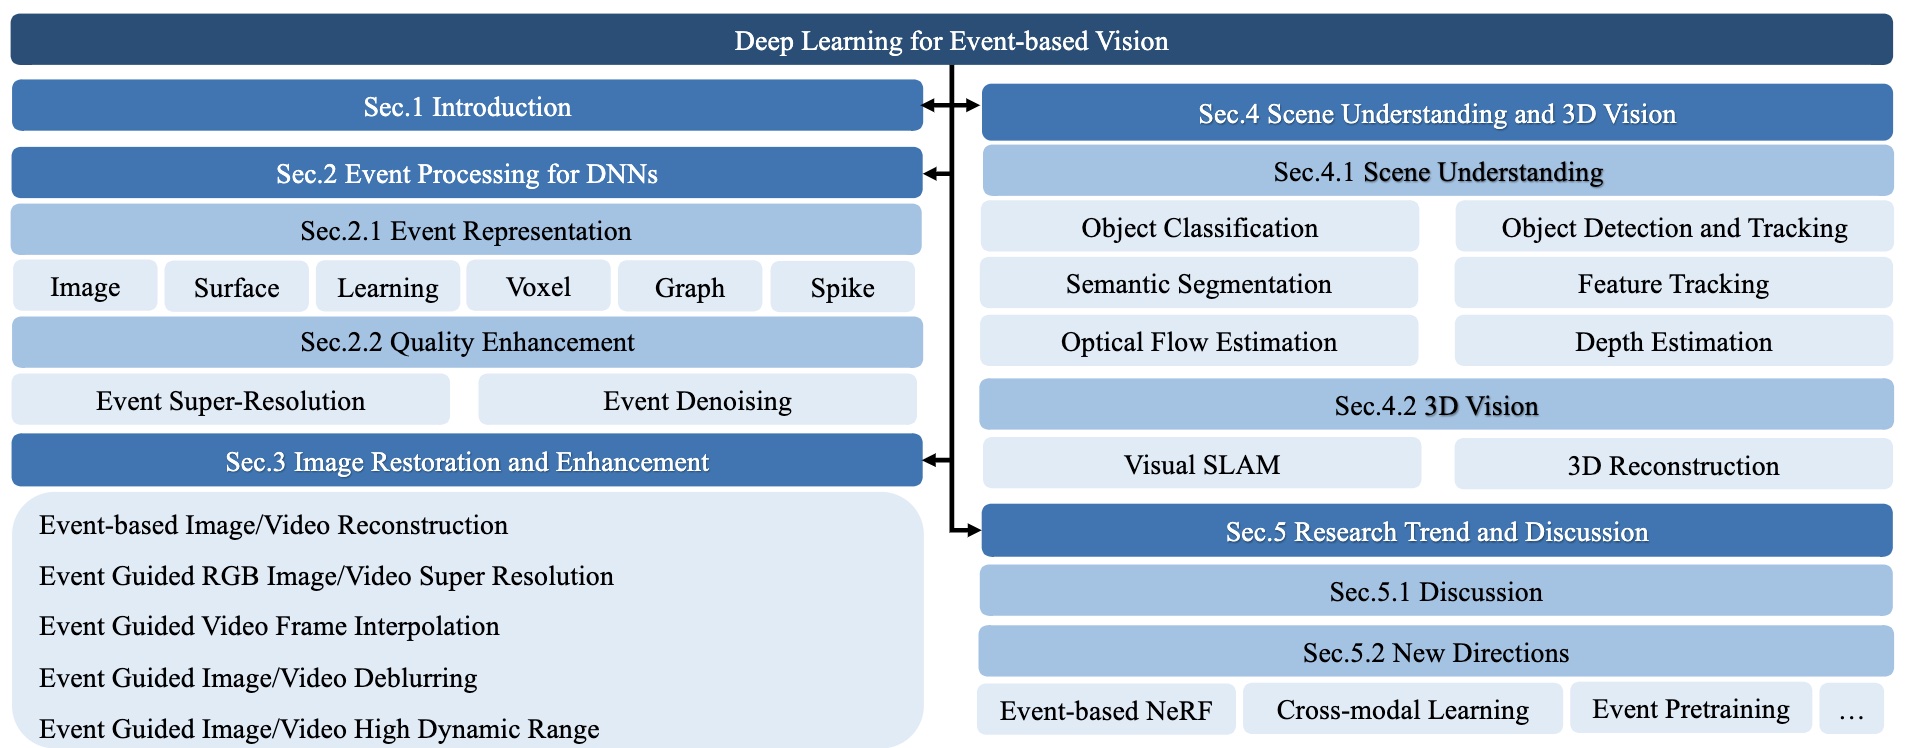 Deep Learning for Event-based Vision
Sec.1 Introduction
Sec.2 Event Processing for DNNs
Sec.2.1 Event Representation
Image
Surface
Learning
Voxel
Graph
Spike
Sec.2.2 Quality Enhancement
Event Super-Resolution
Event Denoising
Sec.3 Image Restoration and Enhancement
Event-based Image/Video Reconstruction
Event Guided RGB Image/Video Super Resolution
Event Guided Video Frame Interpolation
Event Guided Image/Video Deblurring
Event Guided Image/Video High Dynamic Range
Sec.4 Scene Understanding and 3D Vision
Sec.4.1 Scene Understanding
Object Classification
Object Detection and Tracking
Semantic Segmentation
Feature Tracking
Optical Flow Estimation
Depth Estimation
Sec.4.2 3D Vision
Visual SLAM
3D Reconstruction
Sec.5 Research Trend and Discussion
Sec.5.1 Discussion
Sec.5.2 New Directions
Event-based NeRF
Cross-modal Learning
Event Pretraining
…